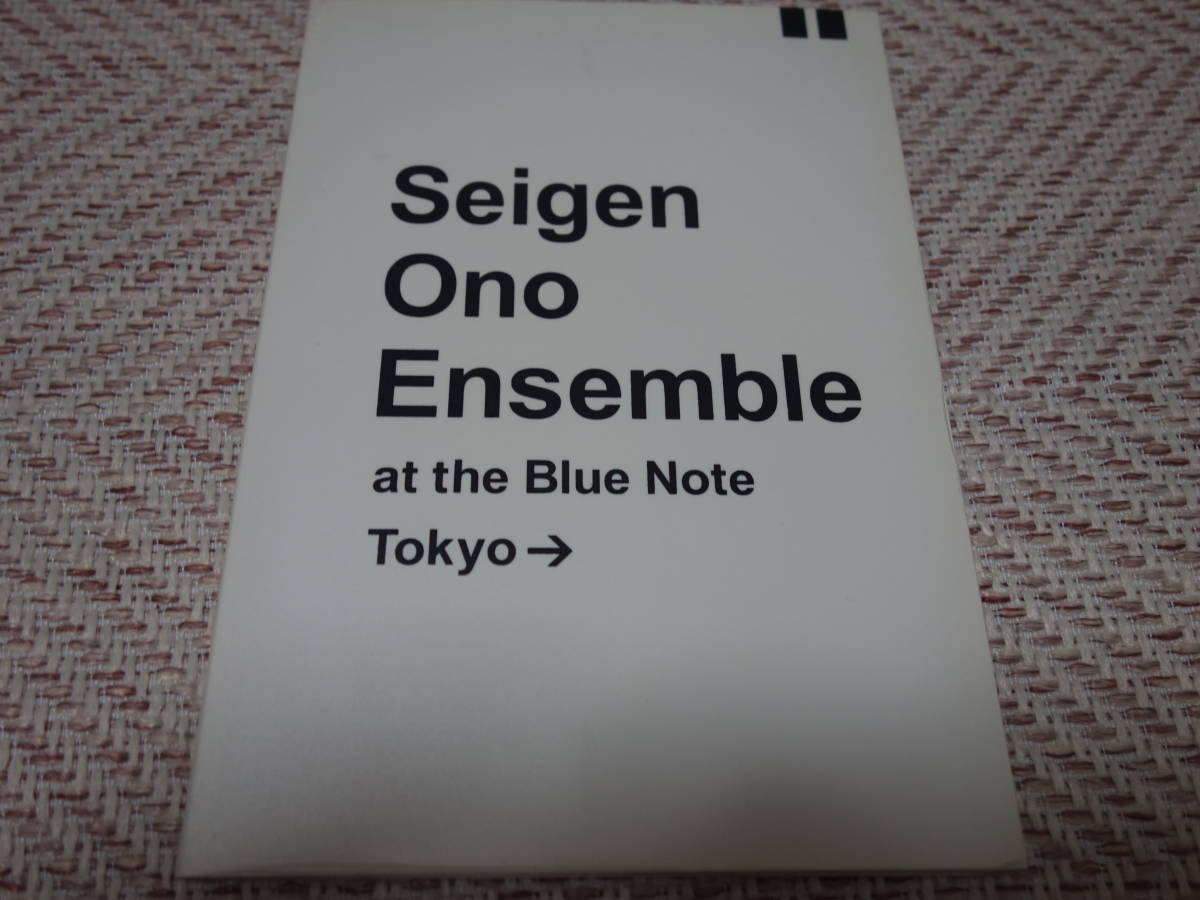 Seigen
Ono
Ensemble
at the Blue Note
Tokyo→